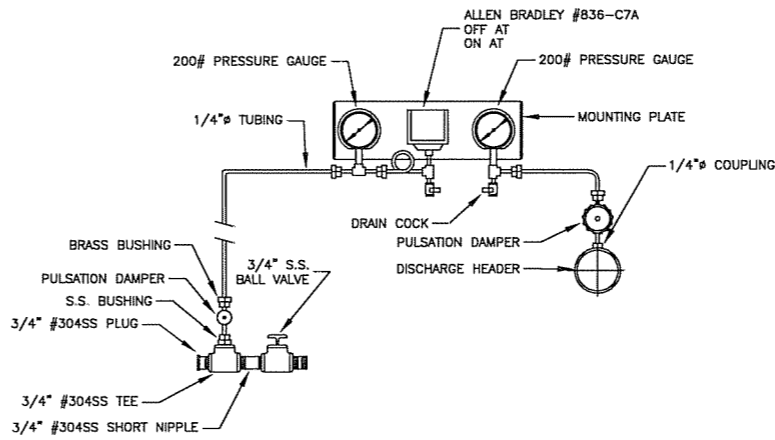 ALLEN BRADLEY #836-C7A
OFF AT
ON AT
200# PRESSURE GAUGE
200# PRESSURE GAUGE
1/4"ø TUBING
MOUNTING PLATE
1/4"ø COUPLING
DRAIN COCK
PULSATION DAMPER
DISCHARGE HEADER
BRASS BUSHING
3/4" S.S.
BALL VALVE
PULSATION DAMPER
S.S. BUSHING
3/4" #304SS PLUG
3/4" #304SS TEE
3/4" #304SS SHORT NIPPLE